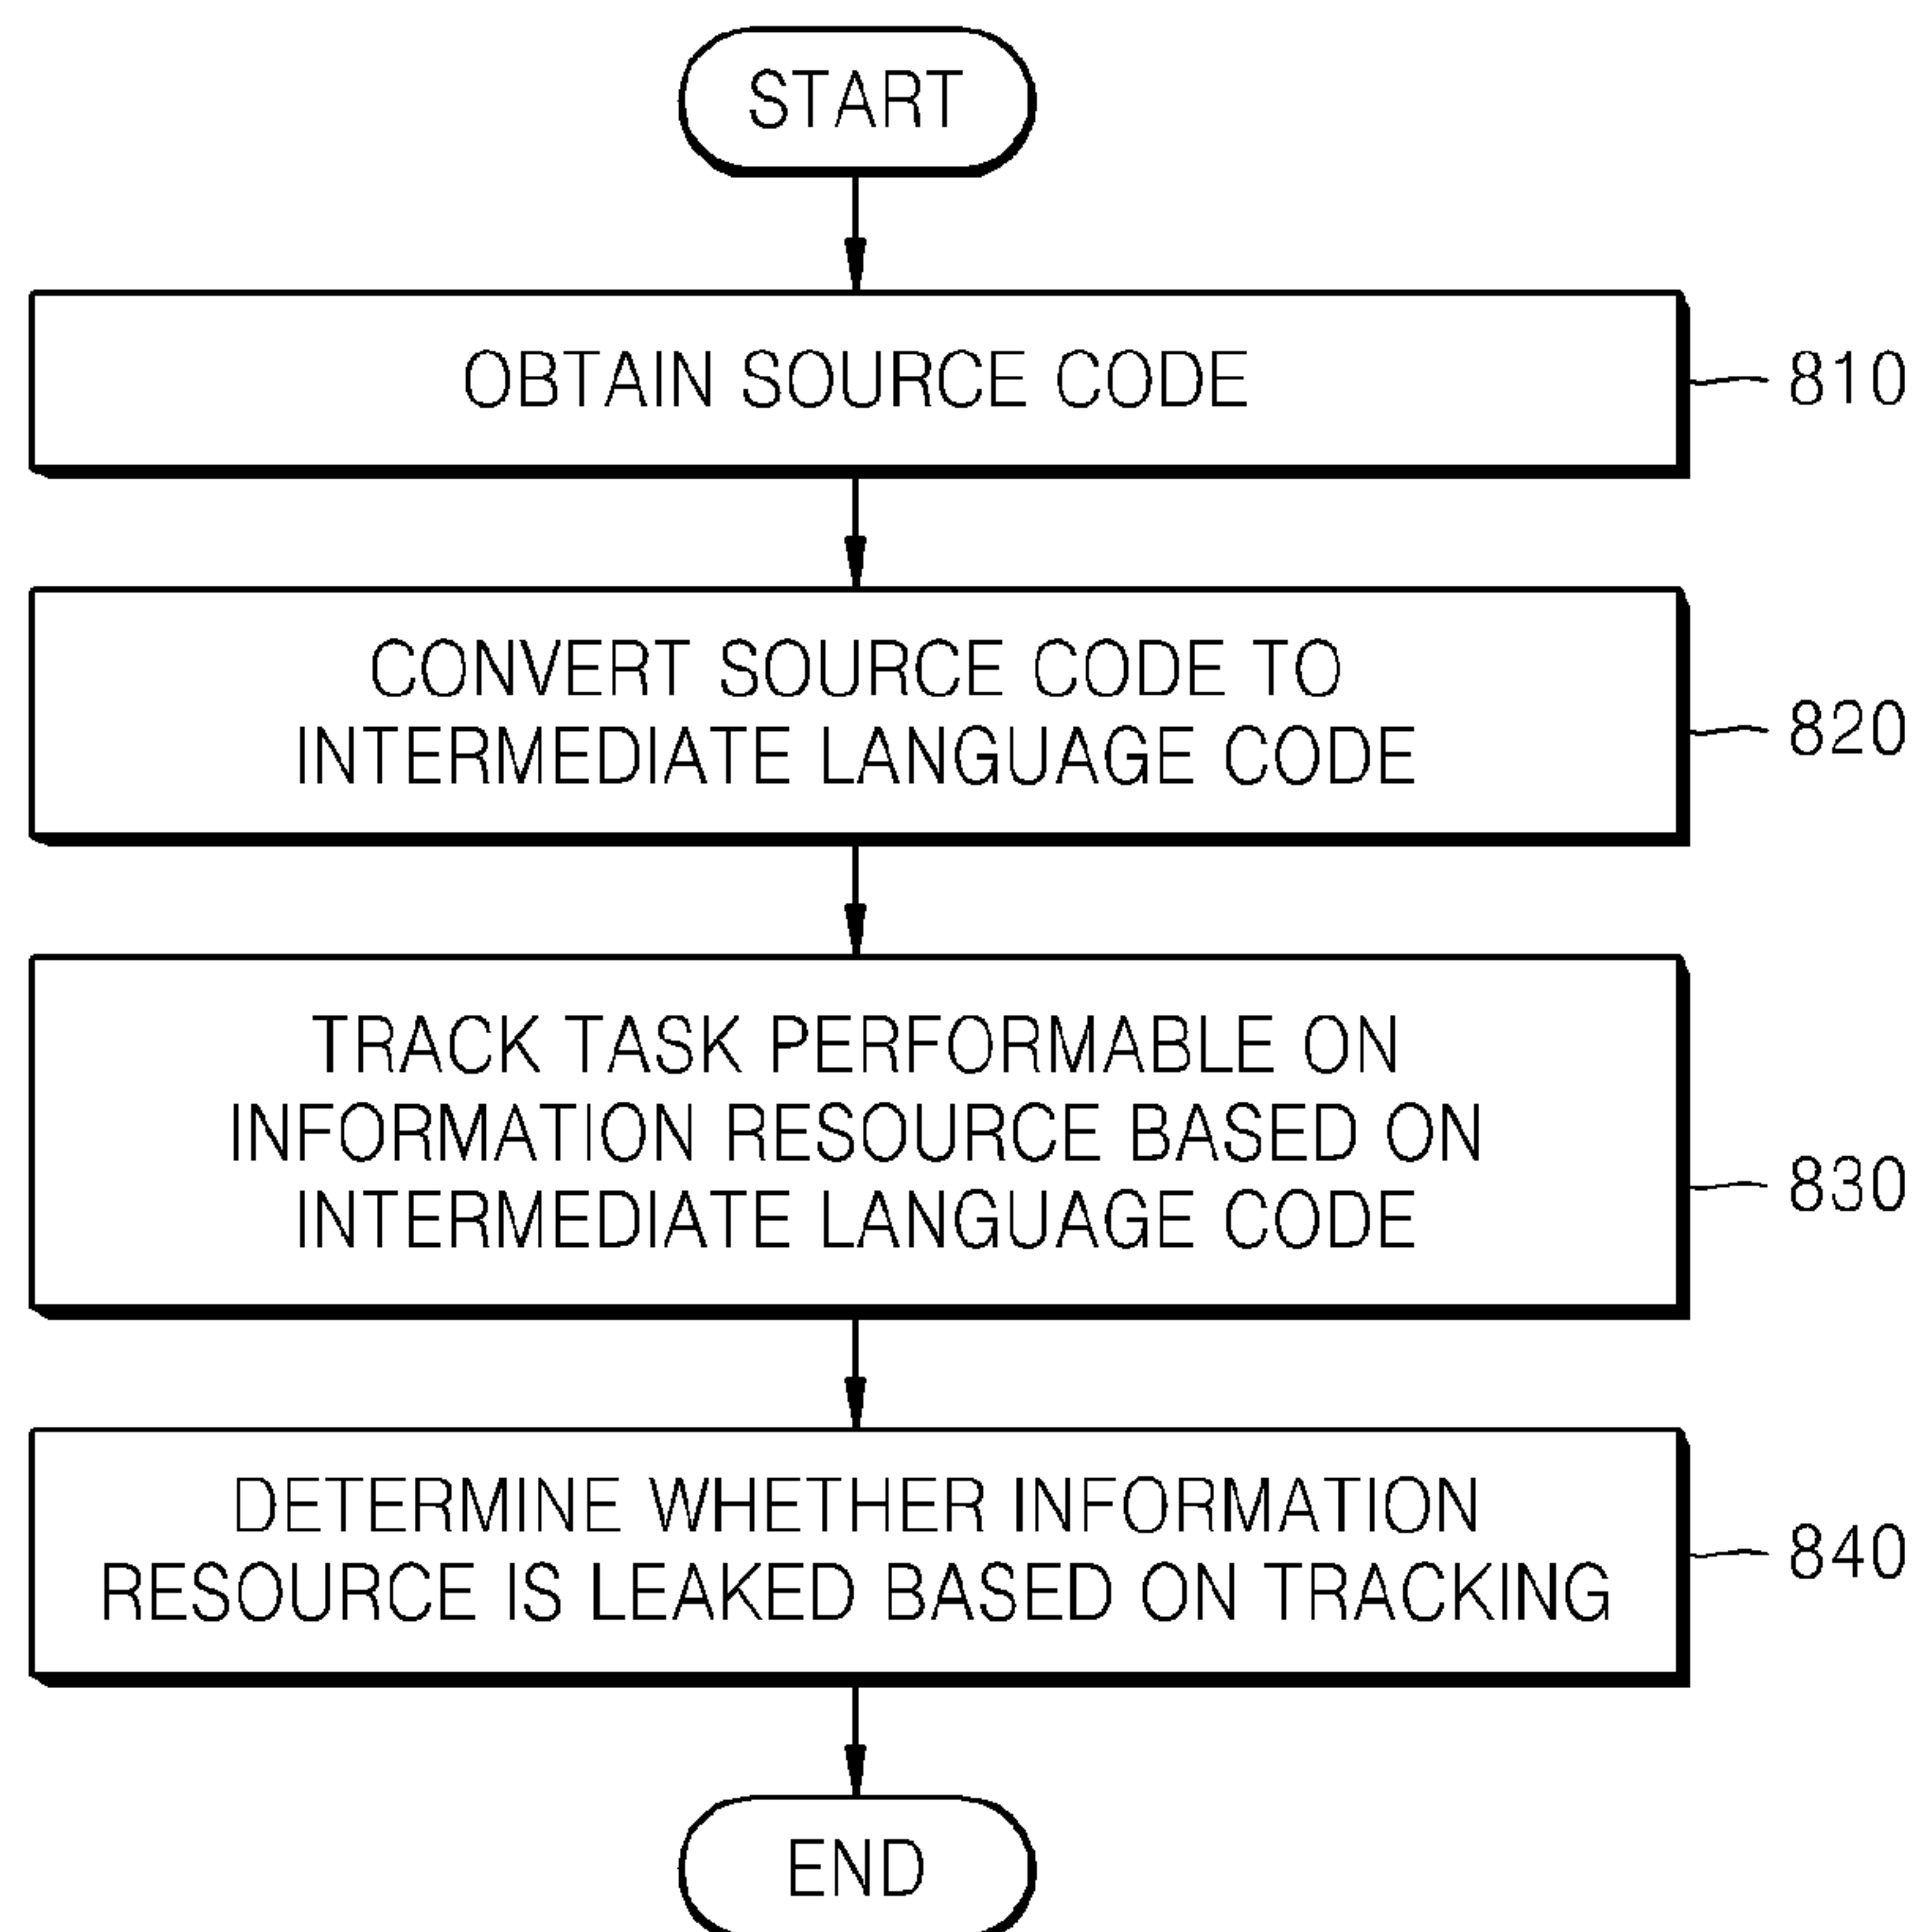 START
OBTAIN SOURCE CODE
810
CONVERT SOURCE CODE TO
INTERMEDIATE LANGUAGE CODE
820
TRACK TASK PERFORMABLE ON
INFORMATION RESOURCE BASED ON
INTERMEDIATE LANGUAGE CODE
830
DETERMINE WHETHER INFORMATION
RESOURCE IS LEAKED BASED ON TRACKING
840
END